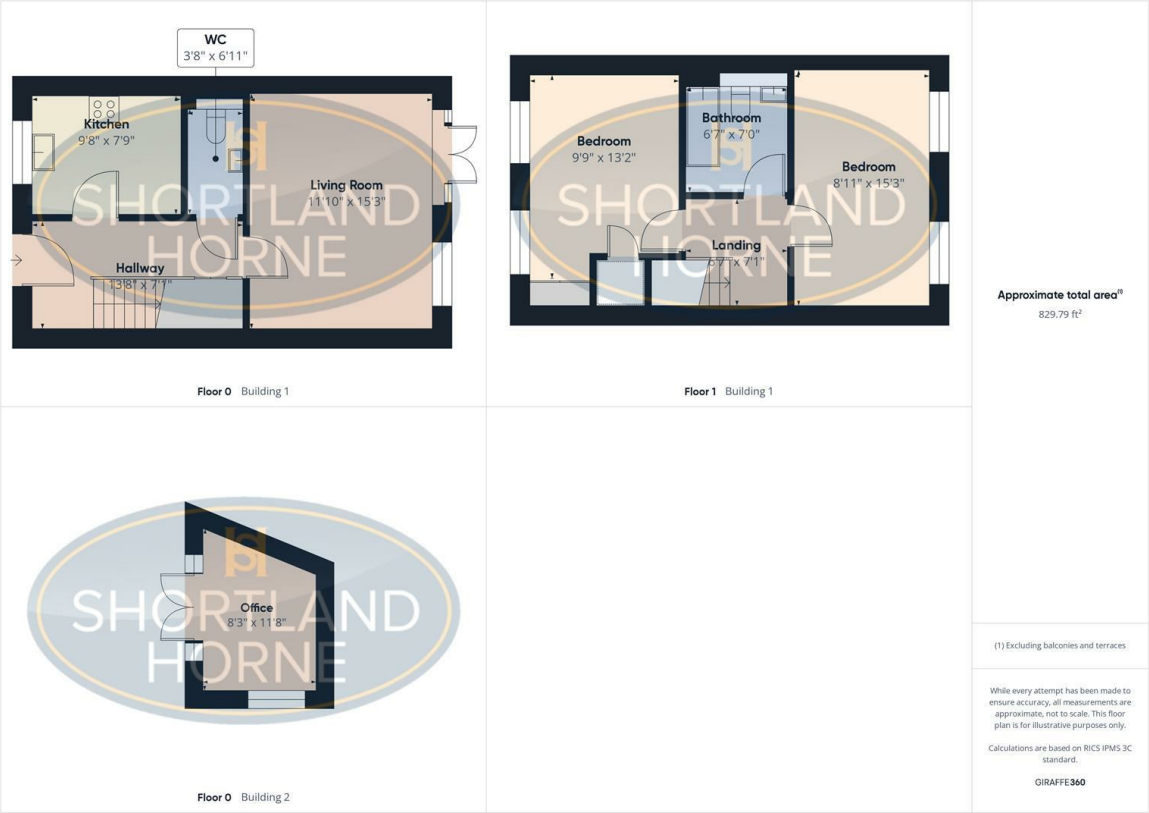 WC
3'8" x 6'11"
Kitchen
9'8" x 7'9"
Living Room
11'10" x 15'3"
Hallway
13'8" x 7'1"
SHORTLAND
HORNE
Floor 0 Building 1
Bedroom
9'9" x 13'2"
Bathroom
6'7" x 7'0"
Bedroom
8'11" x 15'3"
Landing
6'7" x 7'1"
SHORTLAND
HORNE
Floor 1 Building 1
Office
8'3" x 11'8"
SHORTLAND
HORNE
Floor 0 Building 2
Approximate total area(1)
829.79 ft²
(1) Excluding balconies and terraces
While every attempt has been made to
ensure accuracy, all measurements are
approximate, not to scale. This floor
plan is for illustrative purposes only.
Calculations are based on RICS IPMS 3C
standard.
GIRAFFE360